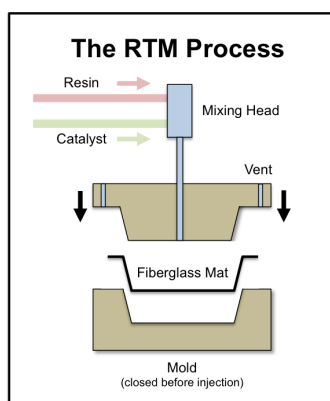 The RTM Process
Resin
Mixing Head
Catalyst
Vent
Fiberglass Mat
Mold
(closed before injection)